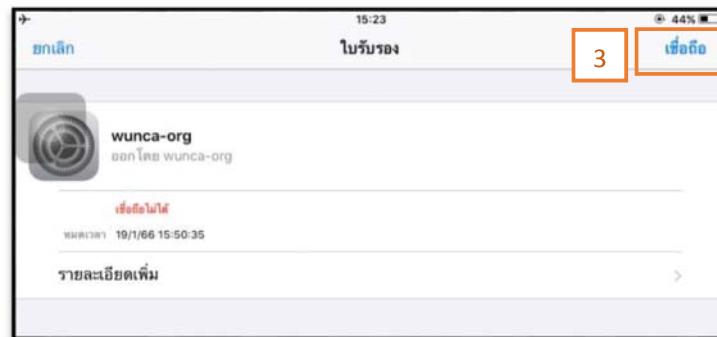 15:23 44%
ยกเลิก ใบรับรอง 3 เชื่อถือ
wunca-org
ออกโดย wunca-org
เชื่อถือไม่ได้
หมดเวลา 19/1/66 15:50:35
รายละเอียดเพิ่ม